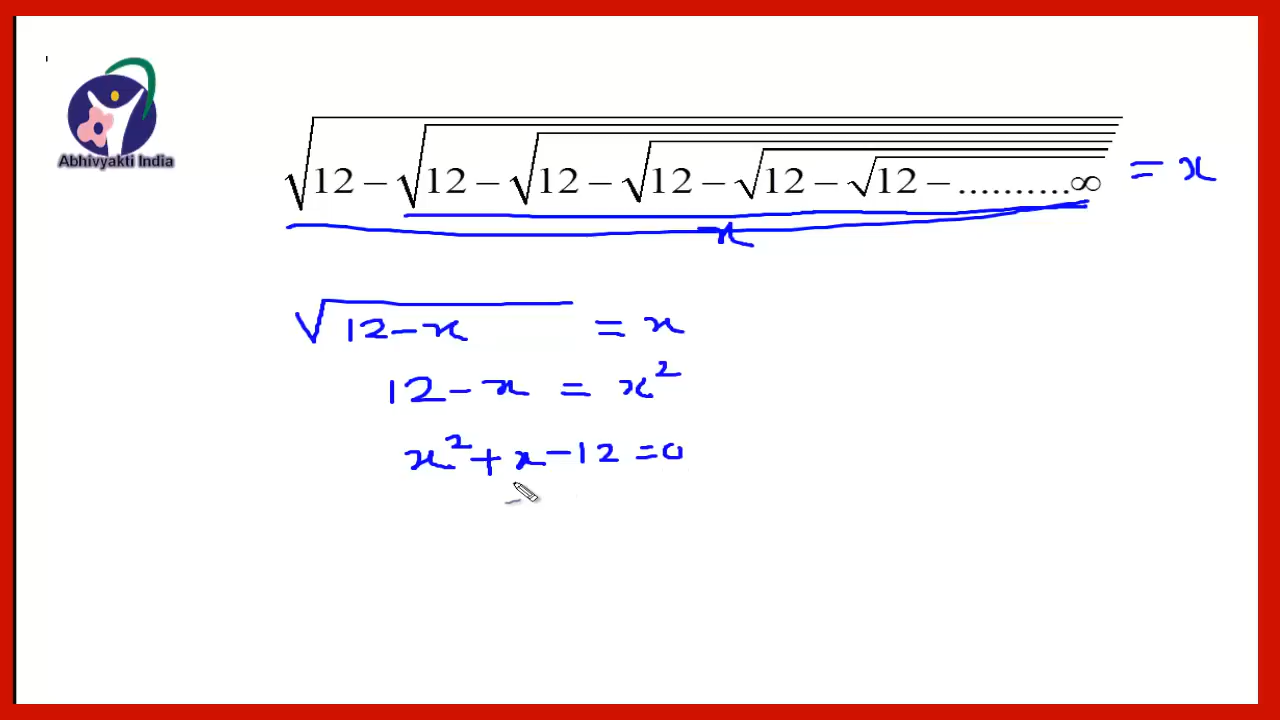 Abhivyakti India
√12 − √12 − √12 − √12 − √12 − √12 − ..........∞ = x
x
√12 − x = x
12 − x = x²
x² + x − 12 = 0